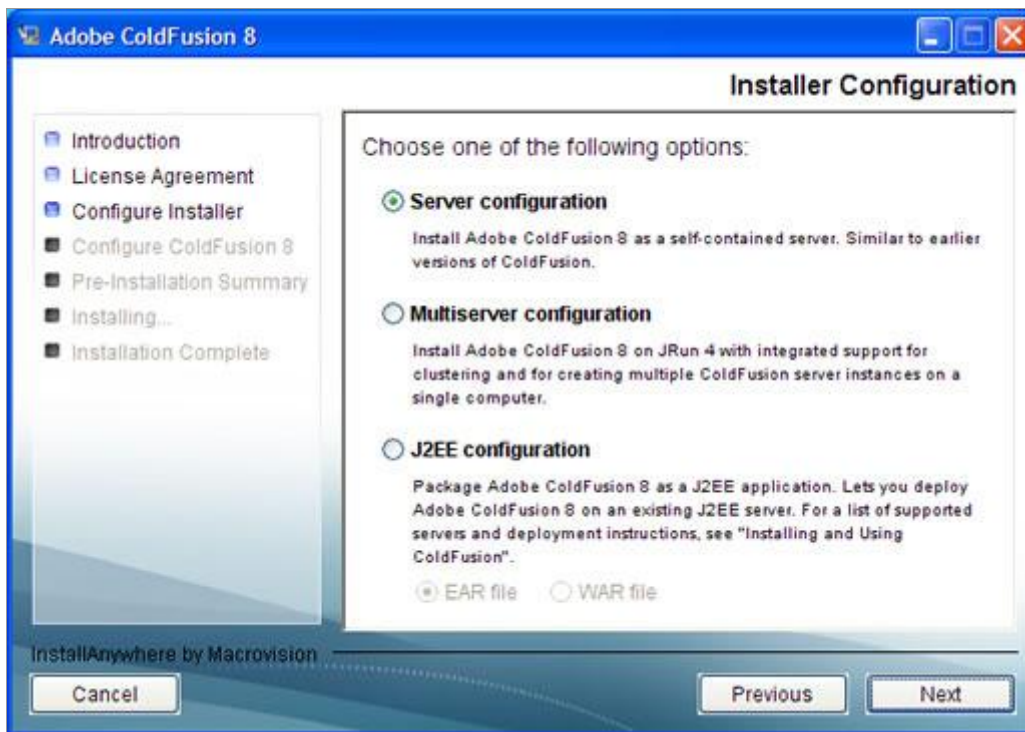 Adobe ColdFusion 8
Installer Configuration
Introduction
License Agreement
Configure Installer
Configure ColdFusion 8
Pre-Installation Summary
Installing...
Installation Complete
Choose one of the following options:
Server configuration
Install Adobe ColdFusion 8 as a self-contained server. Similar to earlier
versions of ColdFusion.
Multiserver configuration
Install Adobe ColdFusion 8 on JRun 4 with integrated support for
clustering and for creating multiple ColdFusion server instances on a
single computer.
J2EE configuration
Package Adobe ColdFusion 8 as a J2EE application. Lets you deploy
Adobe ColdFusion 8 on an existing J2EE server. For a list of supported
servers and deployment instructions, see "Installing and Using
ColdFusion".
EAR file WAR file
InstallAnywhere by Macrovision
Cancel Previous Next